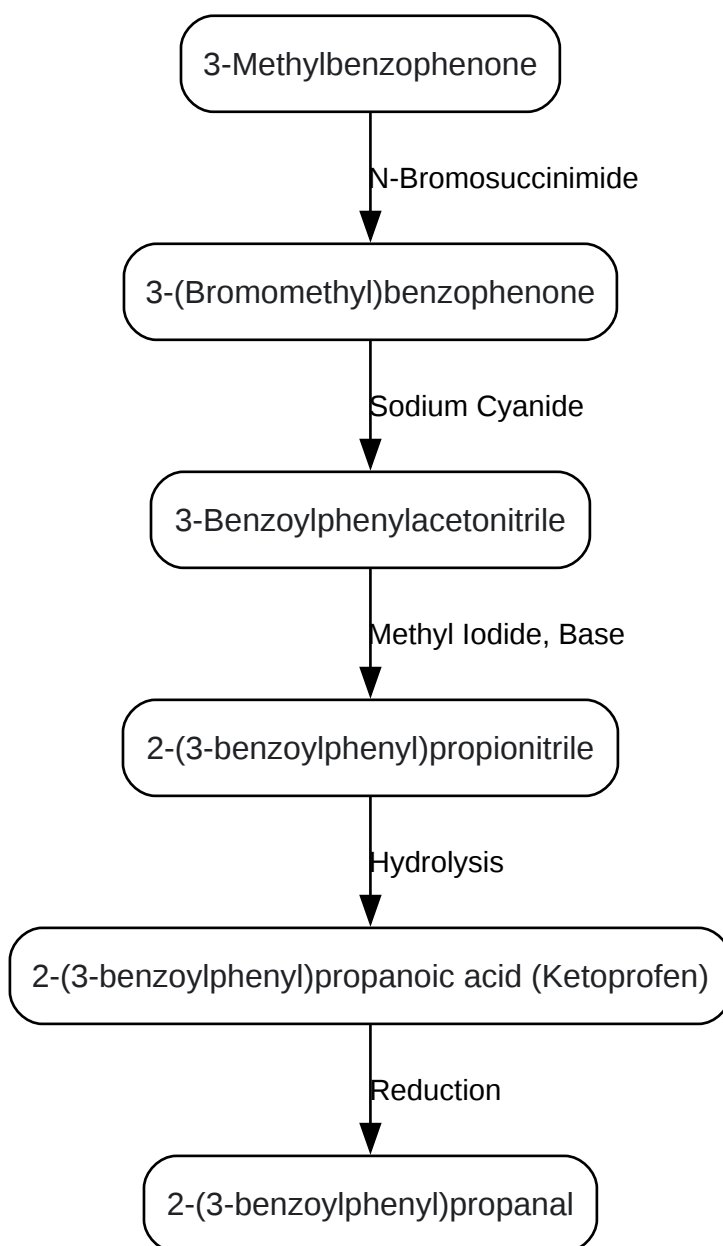 3-Methylbenzophenone
N-Bromosuccinimide
3-(Bromomethyl)benzophenone
Sodium Cyanide
3-Benzoylphenylacetonitrile
Methyl Iodide, Base
2-(3-benzoylphenyl)propionitrile
Hydrolysis
2-(3-benzoylphenyl)propanoic acid (Ketoprofen)
Reduction
2-(3-benzoylphenyl)propanal